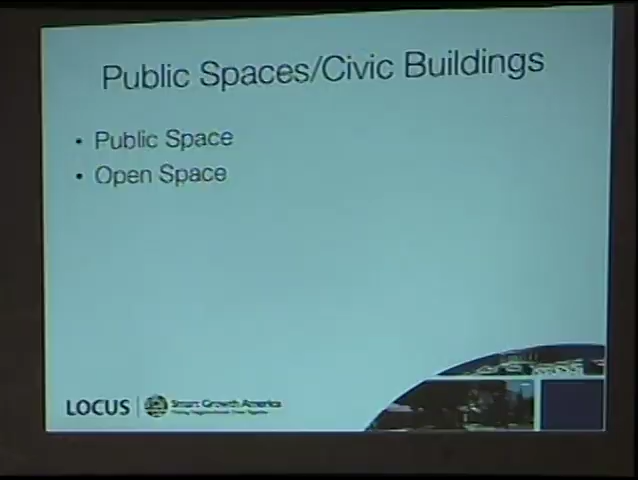 Public Spaces/Civic Buildings
• Public Space
• Open Space
LOCUS
Smart Growth America